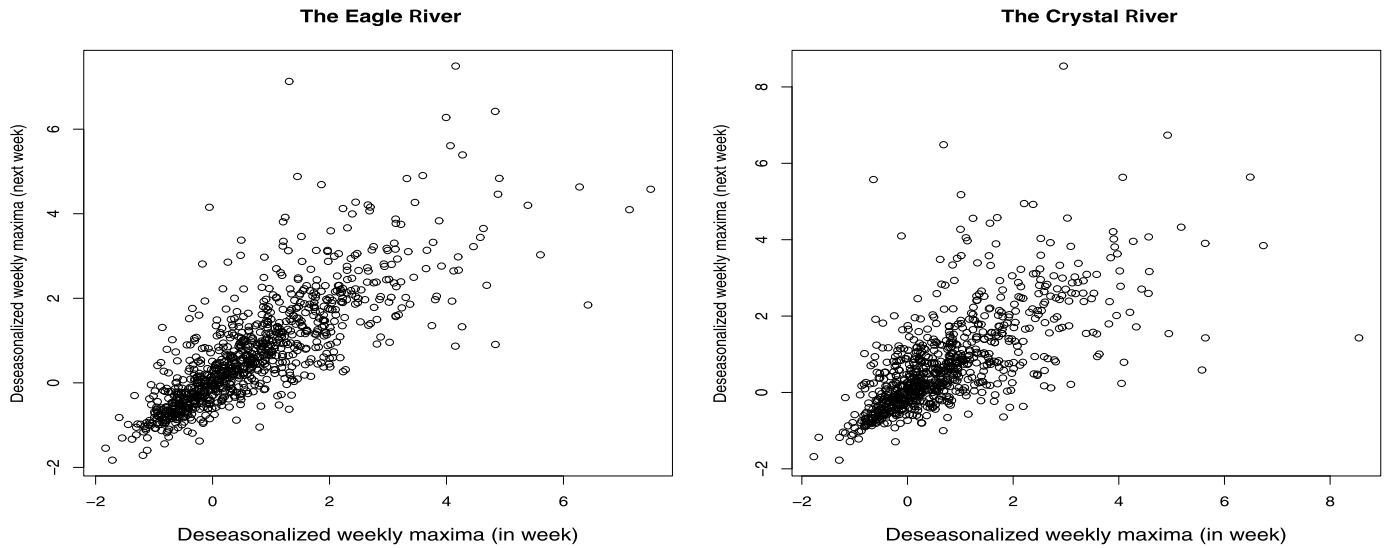 The Eagle River
Deseasonalized weekly maxima (next week)
6
4
2
0
−2
−2 0 2 4 6
Deseasonalized weekly maxima (in week)
The Crystal River
Deseasonalized weekly maxima (next week)
8
6
4
2
0
−2
−2 0 2 4 6 8
Deseasonalized weekly maxima (in week)